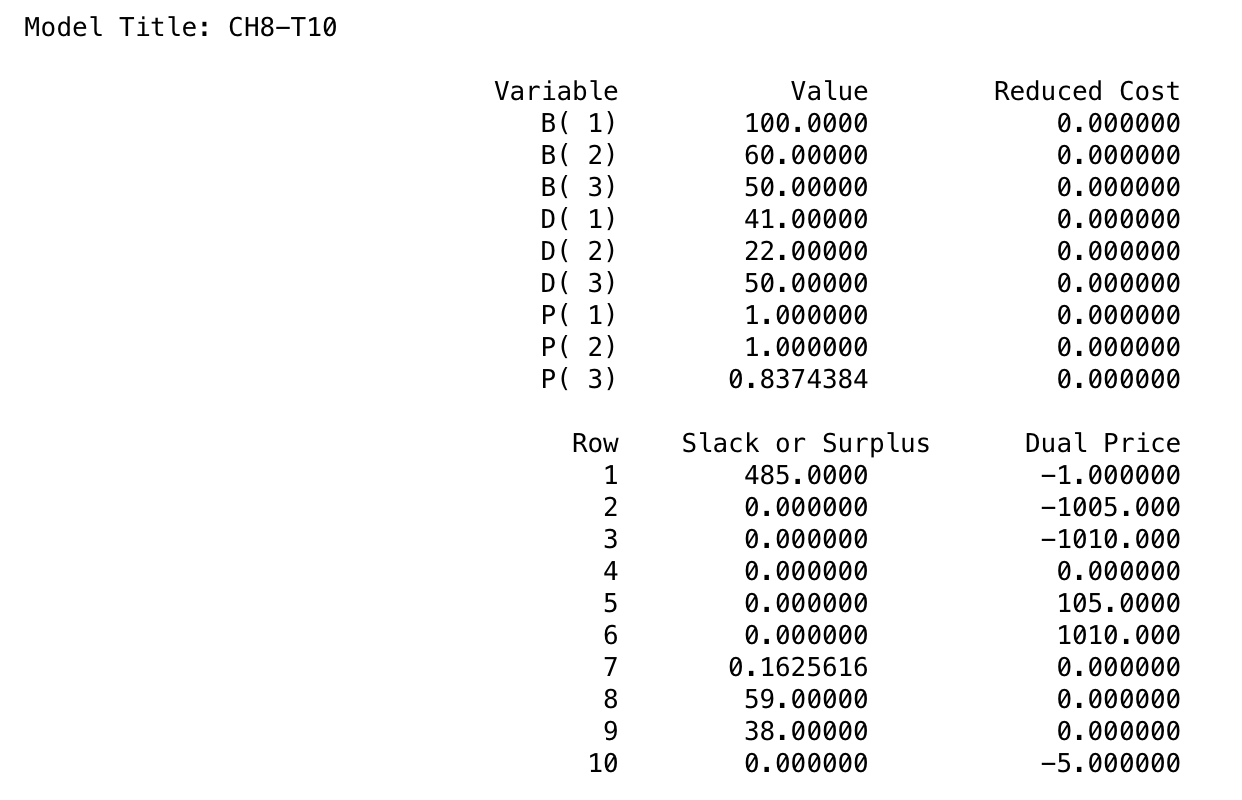 Model Title: CH8-T10
Variable Value Reduced Cost
B( 1) 100.0000 0.000000
B( 2) 60.00000 0.000000
B( 3) 50.00000 0.000000
D( 1) 41.00000 0.000000
D( 2) 22.00000 0.000000
D( 3) 50.00000 0.000000
P( 1) 1.000000 0.000000
P( 2) 1.000000 0.000000
P( 3) 0.8374384 0.000000
Row Slack or Surplus Dual Price
1 485.0000 -1.000000
2 0.000000 -1005.000
3 0.000000 -1010.000
4 0.000000 0.000000
5 0.000000 105.0000
6 0.000000 1010.000
7 0.1625616 0.000000
8 59.00000 0.000000
9 38.00000 0.000000
10 0.000000 -5.000000